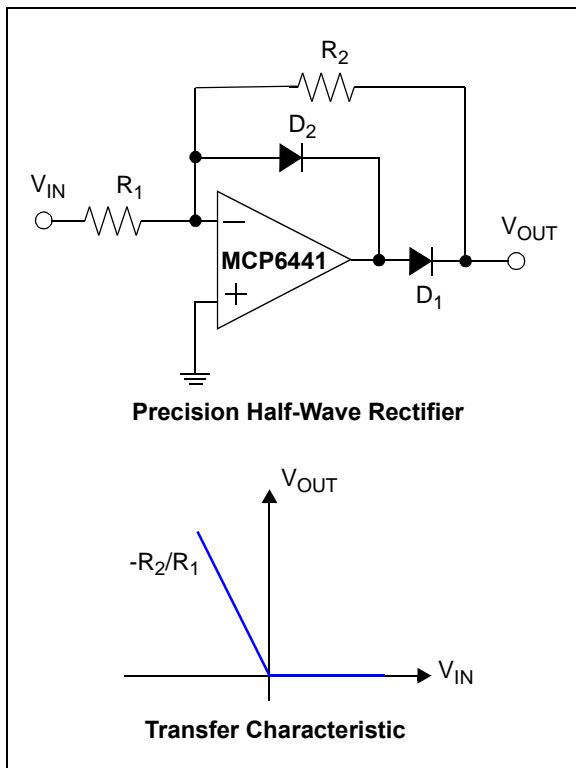 R2
D2
VIN
R1
VOUT
−
MCP6441
+
D1
Precision Half-Wave Rectifier
VOUT
-R2/R1
VIN
Transfer Characteristic